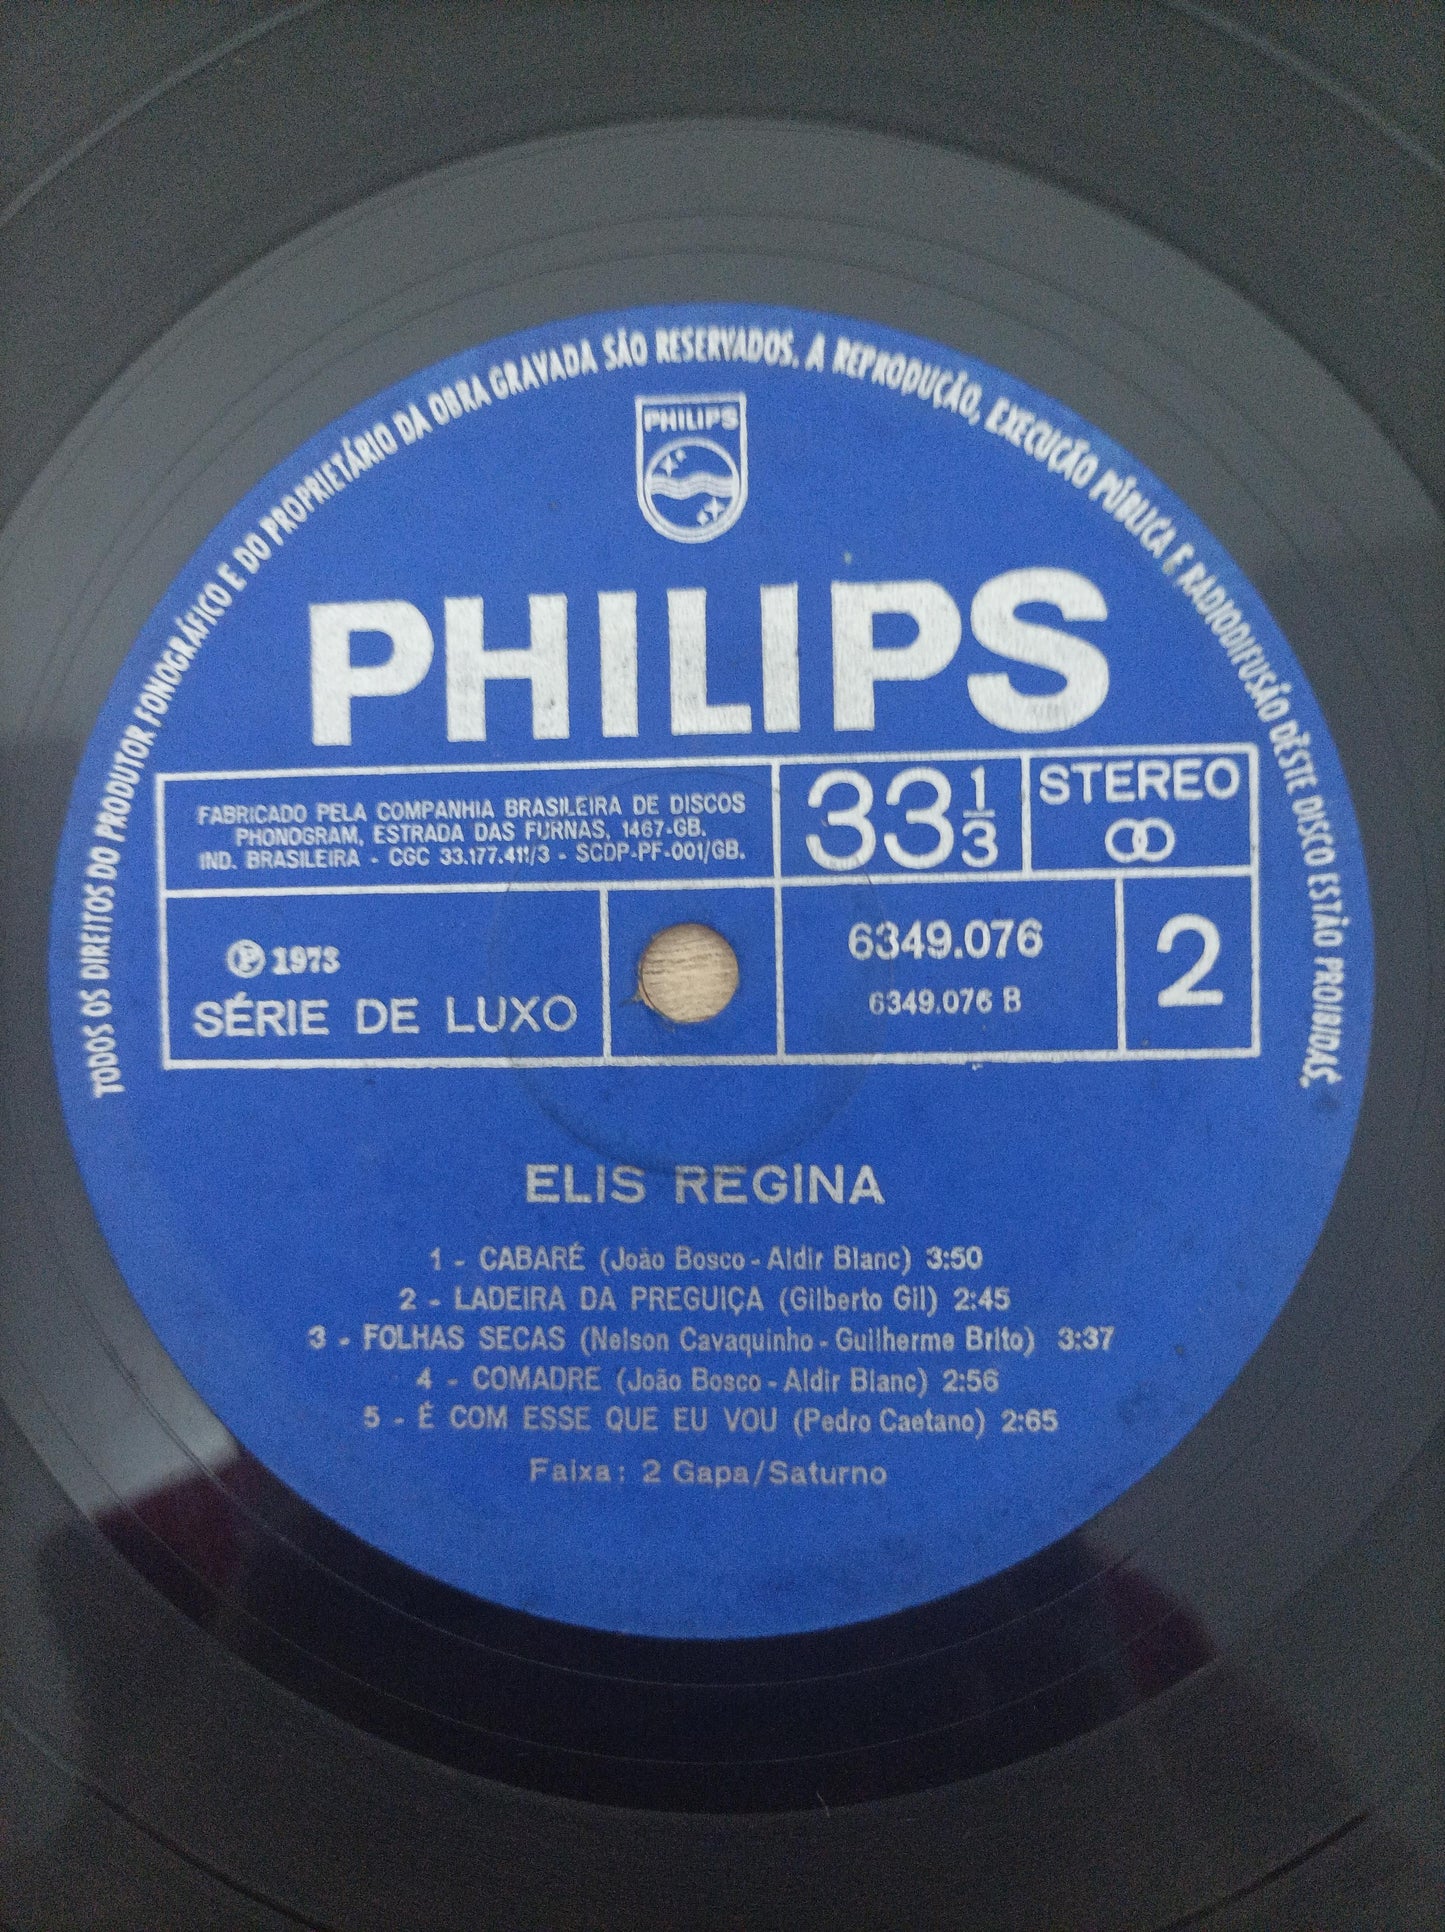 TODOS OS DIREITOS DO PRODUTOR FONOGRÁFICO E DO PROPRIETÁRIO DA OBRA GRAVADA SÃO RESERVADOS. A REPRODUÇÃO, EXECUÇÃO PÚBLICA E RADIODIFUSÃO DÊSTE DISCO ESTÃO PROIBIDAS.
PHILIPS
PHILIPS
FABRICADO PELA COMPANHIA BRASILEIRA DE DISCOS
PHONOGRAM, ESTRADA DAS FURNAS, 1467-GB.
IND. BRASILEIRA - CGC 33.177.411/3 - SCDP-PF-001/GB.
33 1/3
STEREO
℗ 1973
SÉRIE DE LUXO
6349.076
6349.076 B
2
ELIS REGINA
1 - CABARÉ (João Bosco - Aldir Blanc) 3:50
2 - LADEIRA DA PREGUIÇA (Gilberto Gil) 2:45
3 - FOLHAS SECAS (Nelson Cavaquinho - Guilherme Brito) 3:37
4 - COMADRE (João Bosco - Aldir Blanc) 2:56
5 - É COM ESSE QUE EU VOU (Pedro Caetano) 2:65
Faixa: 2 Gapa/Saturno